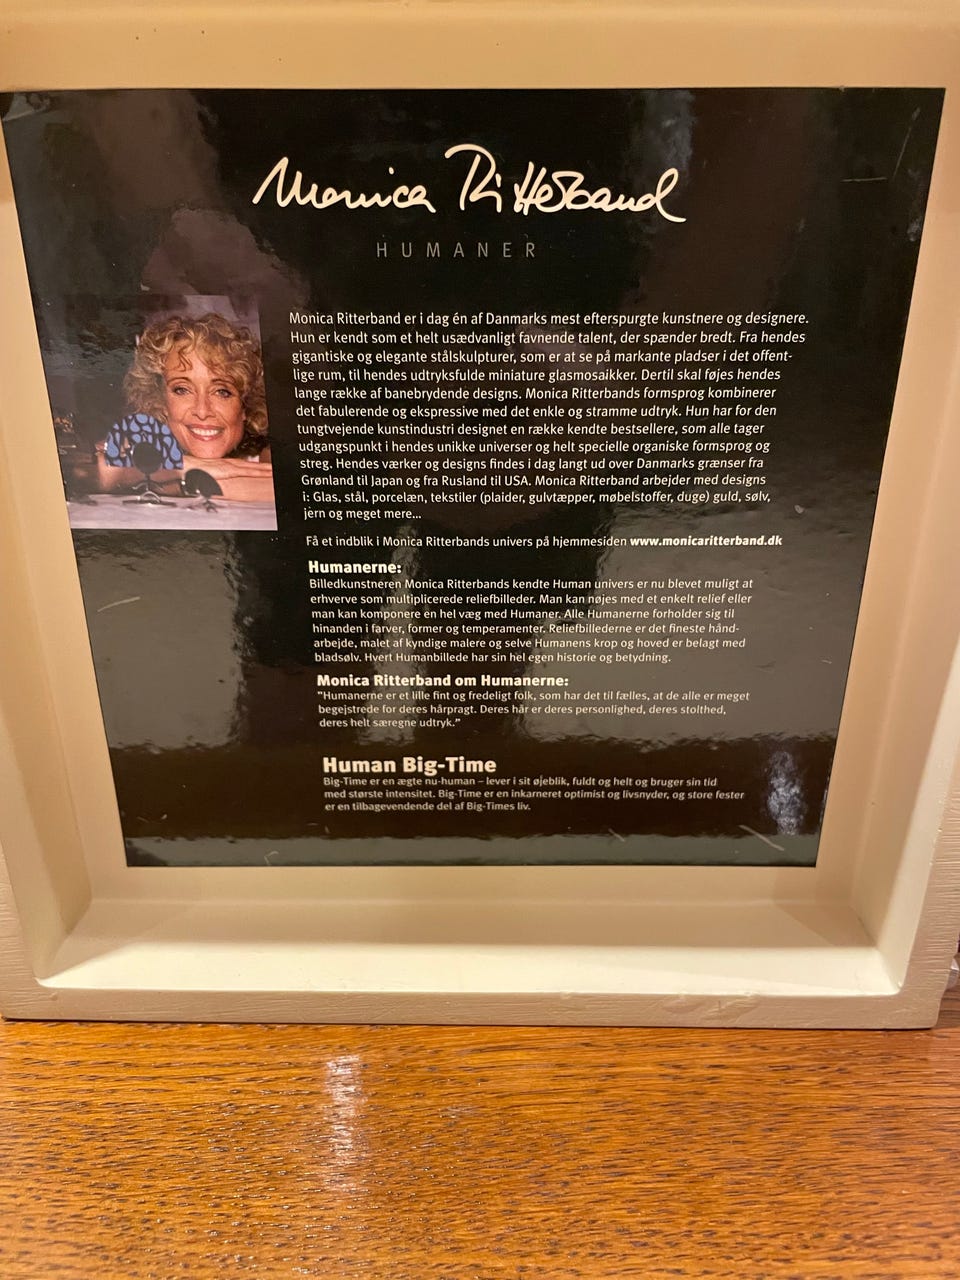 Monica Ritterband
HUMANER
Monica Ritterband er i dag én af Danmarks mest efterspurgte kunstnere og designere.
Hun er kendt som et helt usædvanligt favnende talent, der spænder bredt. Fra hendes
gigantiske og elegante stålskulpturer, som er at se på markante pladser i det offent-
lige rum, til hendes udtryksfulde miniature glasmosaikker. Dertil skal føjes hendes
lange række af banebrydende designs. Monica Ritterbands formsprog kombinerer
det fabulerende og ekspressive med det enkle og stramme udtryk. Hun har for den
tungtvejende kunstindustri designet en række kendte bestsellere, som alle tager
udgangspunkt i hendes unikke universer og helt specielle organiske formsprog og
streg. Hendes værker og designs findes i dag langt ud over Danmarks grænser fra
Grønland til Japan og fra Rusland til USA. Monica Ritterband arbejder med designs
i: Glas, stål, porcelæn, tekstiler (plaider, gulvtæpper, møbelstoffer, duge) guld, sølv,
jern og meget mere...
Få et indblik i Monica Ritterbands univers på hjemmesiden www.monicaritterband.dk
Humanerne:
Billedkunstneren Monica Ritterbands kendte Human univers er nu blevet muligt at
erhverve som multiplicerede reliefbilleder. Man kan nøjes med et enkelt relief eller
man kan komponere en hel væg med Humaner. Alle Humanerne forholder sig til
hinanden i farver, former og temperamenter. Reliefbillederne er det fineste hånd-
arbejde, malet af kyndige malere og selve Humanens krop og hoved er belagt med
bladsølv. Hvert Humanbillede har sin hel egen historie og betydning.
Monica Ritterband om Humanerne:
"Humanerne er et lille fint og fredeligt folk, som har det til fælles, at de alle er meget
begejstrede for deres hårpragt. Deres hår er deres personlighed, deres stolthed,
deres helt særegne udtryk."
Human Big-Time
Big-Time er en ægte nu-human – lever i sit øjeblik, fuldt og helt og bruger sin tid
med største intensitet. Big-Time er en inkarneret optimist og livsnyder, og store fester
er en tilbagevendende del af Big-Times liv.